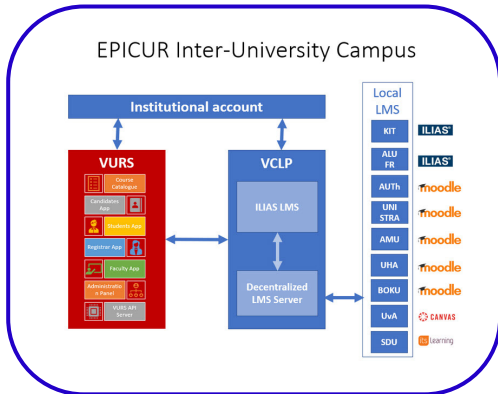 EPICUR Inter-University Campus
Institutional account
VURS
Course
Catalogue
Candidates
App
Students App
Registrar App
Faculty App
Administratio
n Panel
VURS API
Server
VCLP
ILIAS LMS
Decentralized
LMS Server
Local
LMS
KIT
ILIAS
ALU
FR
ILIAS
AUTh
moodle
UNI
STRA
moodle
AMU
moodle
UHA
moodle
BOKU
moodle
UvA
CANVAS
SDU
its learning